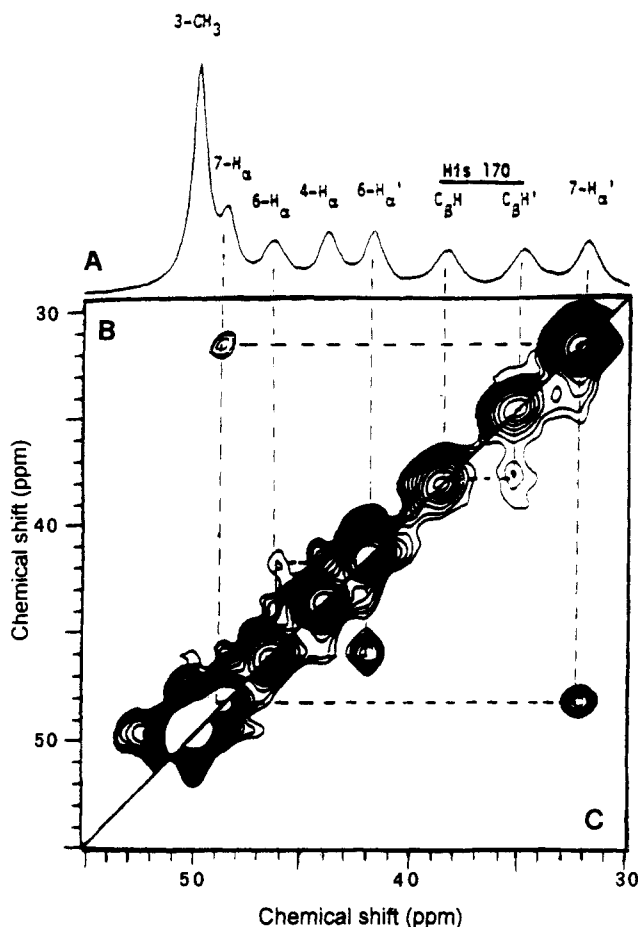 3-CH₃
7-Hα
6-Hα
4-Hα
6-Hα'
His 170
CβH
CβH'
7-Hα'
A
B
30
40
50
Chemical shift (ppm)
C
50
40
30
Chemical shift (ppm)